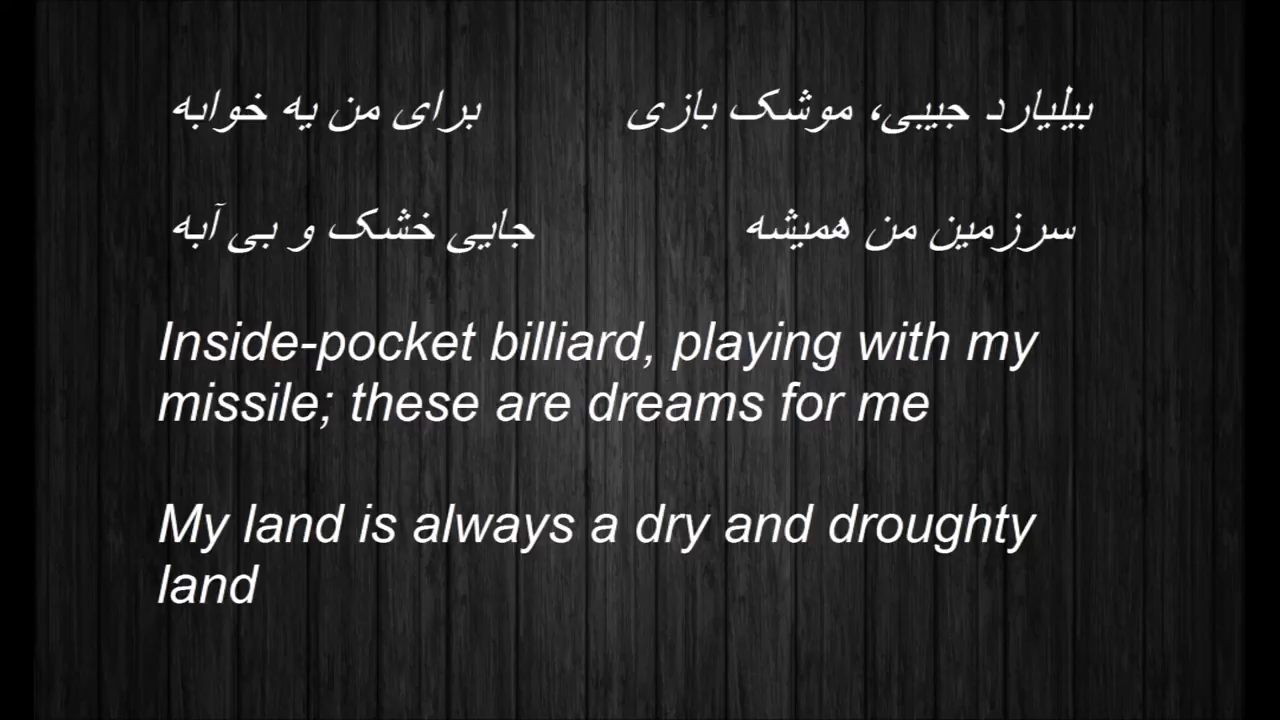 بیلیارد جیبی، موشک بازی برای من یه خوابه
سرزمین من همیشه جایی خشک و بی آبه
Inside-pocket billiard, playing with my
missile; these are dreams for me
My land is always a dry and droughty
land